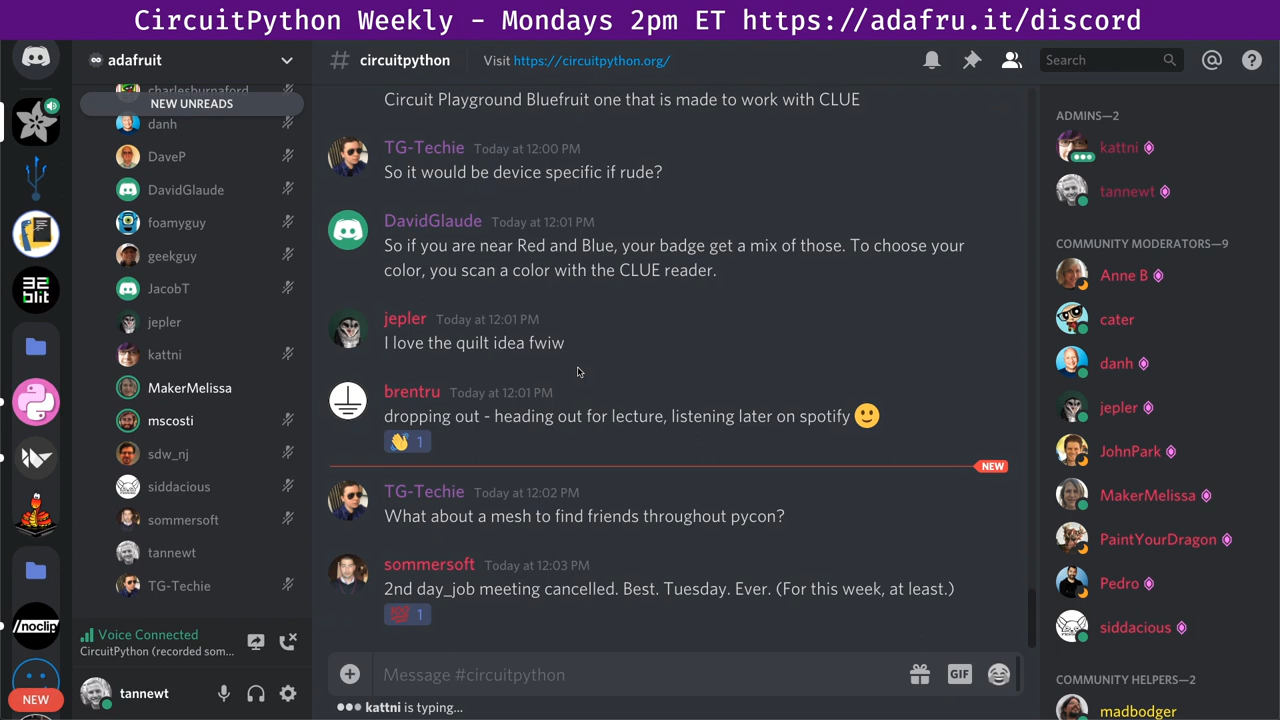 CircuitPython Weekly - Mondays 2pm ET https://adafru.it/discord
adafruit
charlesburnaford
NEW UNREADS
danh
DaveP
DavidGlaude
foamyguy
geekguy
JacobT
jepler
kattni
MakerMelissa
mscosti
sdw_nj
siddacious
sommersoft
tannewt
TG-Techie
Voice Connected
CircuitPython (recorded som...
tannewt
32blit
/noclip
NEW
# circuitpython
Visit https://circuitpython.org/
Search
Circuit Playground Bluefruit one that is made to work with CLUE
TG-Techie Today at 12:00 PM
So it would be device specific if rude?
DavidGlaude Today at 12:01 PM
So if you are near Red and Blue, your badge get a mix of those. To choose your
color, you scan a color with the CLUE reader.
jepler Today at 12:01 PM
I love the quilt idea fwiw
brentru Today at 12:01 PM
dropping out - heading out for lecture, listening later on spotify 🙂
👋 1
NEW
TG-Techie Today at 12:02 PM
What about a mesh to find friends throughout pycon?
sommersoft Today at 12:03 PM
2nd day_job meeting cancelled. Best. Tuesday. Ever. (For this week, at least.)
💯 1
Message #circuitpython
GIF
kattni is typing...
ADMINS—2
kattni
tannewt
COMMUNITY MODERATORS—9
Anne B
cater
danh
jepler
JohnPark
MakerMelissa
PaintYourDragon
Pedro
siddacious
COMMUNITY HELPERS—2
madbodger